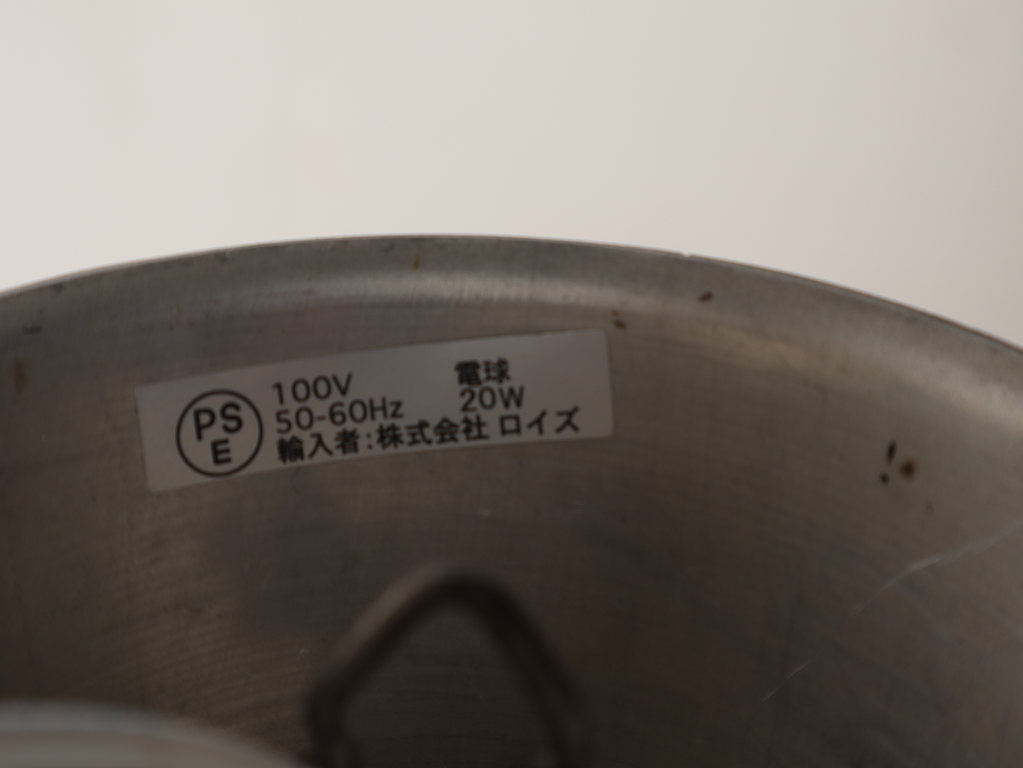 PS
E
100V 電球
50-60Hz 20W
輸入者:株式会社 ロイズ